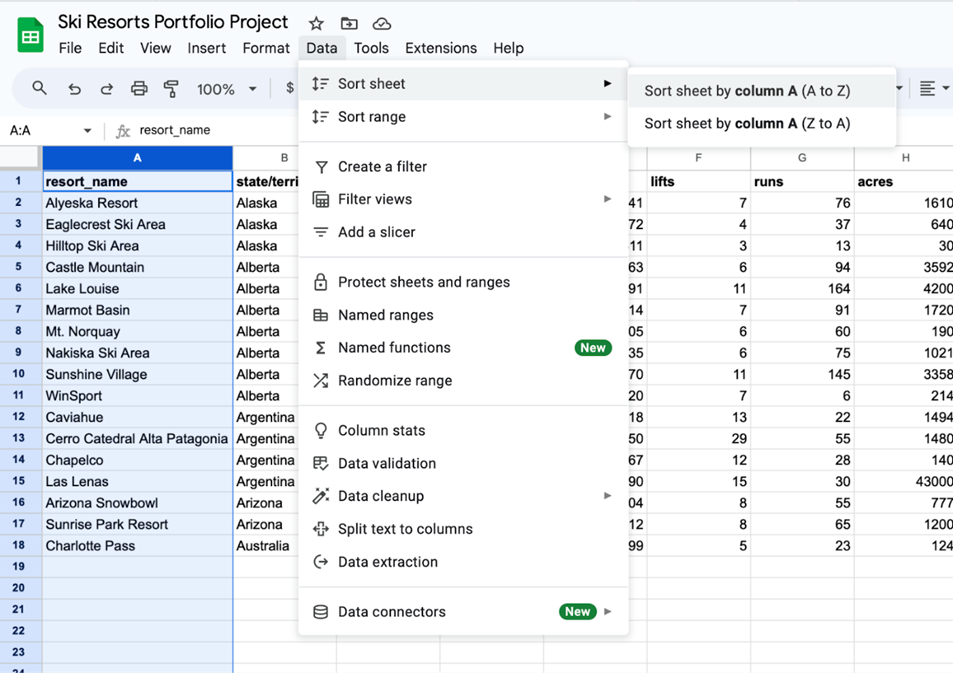 Ski Resorts Portfolio Project
File Edit View Insert Format Data Tools Extensions Help
100% $
A:A fx resort_name
Sort sheet
Sort range
Create a filter
Filter views
Add a slicer
Protect sheets and ranges
Named ranges
Named functions New
Randomize range
Column stats
Data validation
Data cleanup
Split text to columns
Data extraction
Data connectors New
Sort sheet by column A (A to Z)
Sort sheet by column A (Z to A)
A B F G H
1 resort_name state/terri lifts runs acres
2 Alyeska Resort Alaska 41 7 76 1610
3 Eaglecrest Ski Area Alaska 72 4 37 640
4 Hilltop Ski Area Alaska 11 3 13 30
5 Castle Mountain Alberta 63 6 94 3592
6 Lake Louise Alberta 91 11 164 4200
7 Marmot Basin Alberta 14 7 91 1720
8 Mt. Norquay Alberta 05 6 60 190
9 Nakiska Ski Area Alberta 35 6 75 1021
10 Sunshine Village Alberta 70 11 145 3358
11 WinSport Alberta 20 7 6 214
12 Caviahue Argentina 18 13 22 1494
13 Cerro Catedral Alta Patagonia Argentina 50 29 55 1480
14 Chapelco Argentina 67 12 28 140
15 Las Lenas Argentina 90 15 30 43000
16 Arizona Snowbowl Arizona 04 8 55 777
17 Sunrise Park Resort Arizona 12 8 65 1200
18 Charlotte Pass Australia 99 5 23 124
19
20
21
22
23